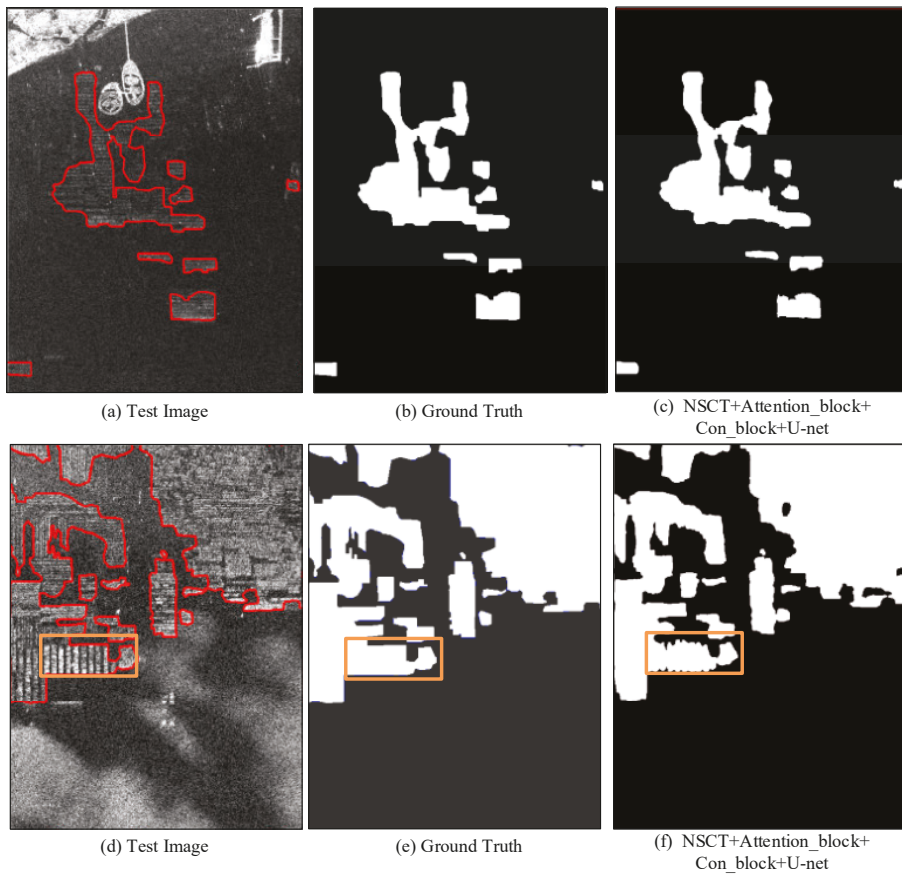 (a) Test Image
(b) Ground Truth
(c) NSCT+Attention_block+
Con_block+U-net
(d) Test Image
(e) Ground Truth
(f) NSCT+Attention_block+
Con_block+U-net